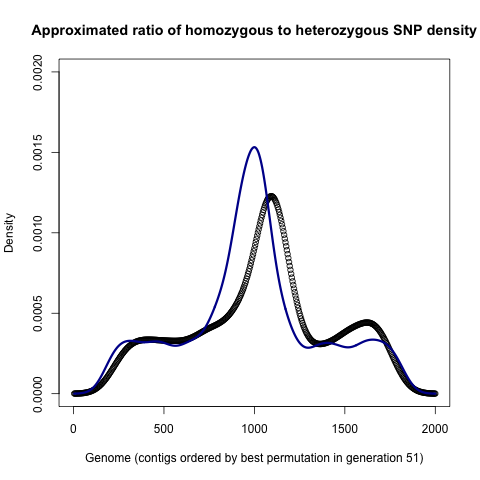 Approximated ratio of homozygous to heterozygous SNP density
Density
0.0020
0.0015
0.0010
0.0005
0.0000
0 500 1000 1500 2000
Genome (contigs ordered by best permutation in generation 51)